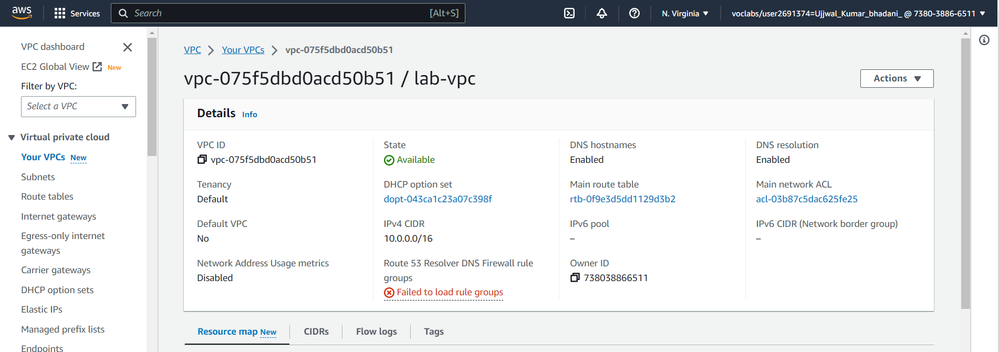 aws
Services
Search
[Alt+S]
N. Virginia
voclabs/user2691374=Ujjwal_Kumar_bhadani_ @ 7380-3886-6511
VPC dashboard
EC2 Global View New
Filter by VPC:
Select a VPC
Virtual private cloud
Your VPCs New
Subnets
Route tables
Internet gateways
Egress-only internet
gateways
Carrier gateways
DHCP option sets
Elastic IPs
Managed prefix lists
Endpoints
VPC
Your VPCs
vpc-075f5dbd0acd50b51
vpc-075f5dbd0acd50b51 / lab-vpc
Actions
Details Info
VPC ID
vpc-075f5dbd0acd50b51
State
Available
DNS hostnames
Enabled
DNS resolution
Enabled
Tenancy
Default
DHCP option set
dopt-043ca1c23a07c398f
Main route table
rtb-0f9e3d5dd1129d3b2
Main network ACL
acl-03b87c5dac625fe25
Default VPC
No
IPv4 CIDR
10.0.0.0/16
IPv6 pool
–
IPv6 CIDR (Network border group)
–
Network Address Usage metrics
Disabled
Route 53 Resolver DNS Firewall rule
groups
Failed to load rule groups
Owner ID
738038866511
Resource map New
CIDRs
Flow logs
Tags